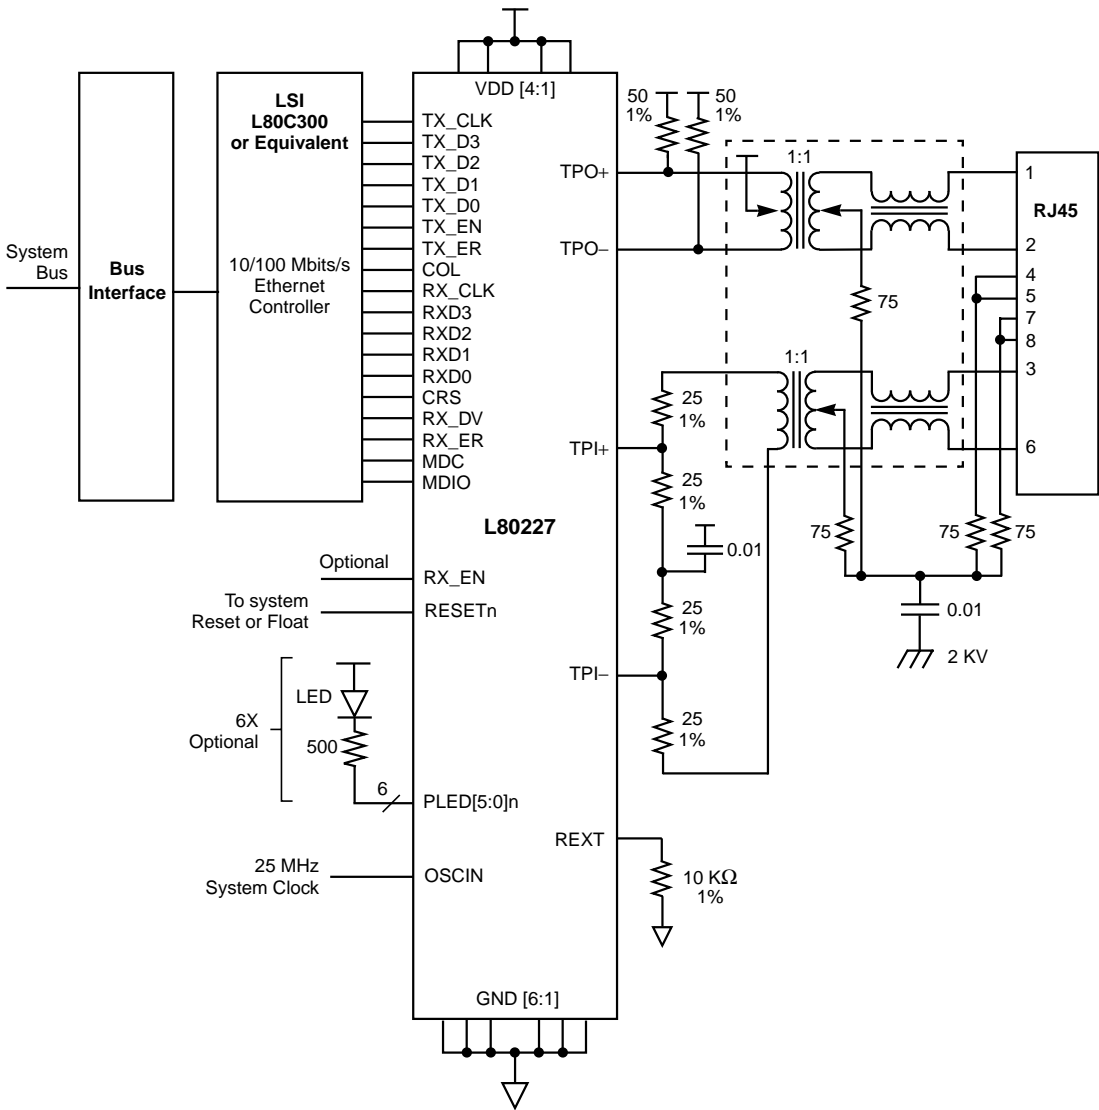 VDD [4:1]
LSI
L80C300
or Equivalent
10/100 Mbits/s
Ethernet
Controller
System
Bus
Bus
Interface
TX_CLK
TX_D3
TX_D2
TX_D1
TX_D0
TX_EN
TX_ER
COL
RX_CLK
RXD3
RXD2
RXD1
RXD0
CRS
RX_DV
RX_ER
MDC
MDIO
L80227
Optional
RX_EN
To system
Reset or Float
RESETn
6X
Optional
LED
500
6
PLED[5:0]n
25 MHz
System Clock
OSCIN
GND [6:1]
TPO+
TPO−
TPI+
TPI−
REXT
50
1%
50
1%
1:1
75
1:1
25
1%
25
1%
0.01
25
1%
25
1%
10 KΩ
1%
RJ45
1
2
4
5
7
8
3
6
75
75
75
0.01
2 KV